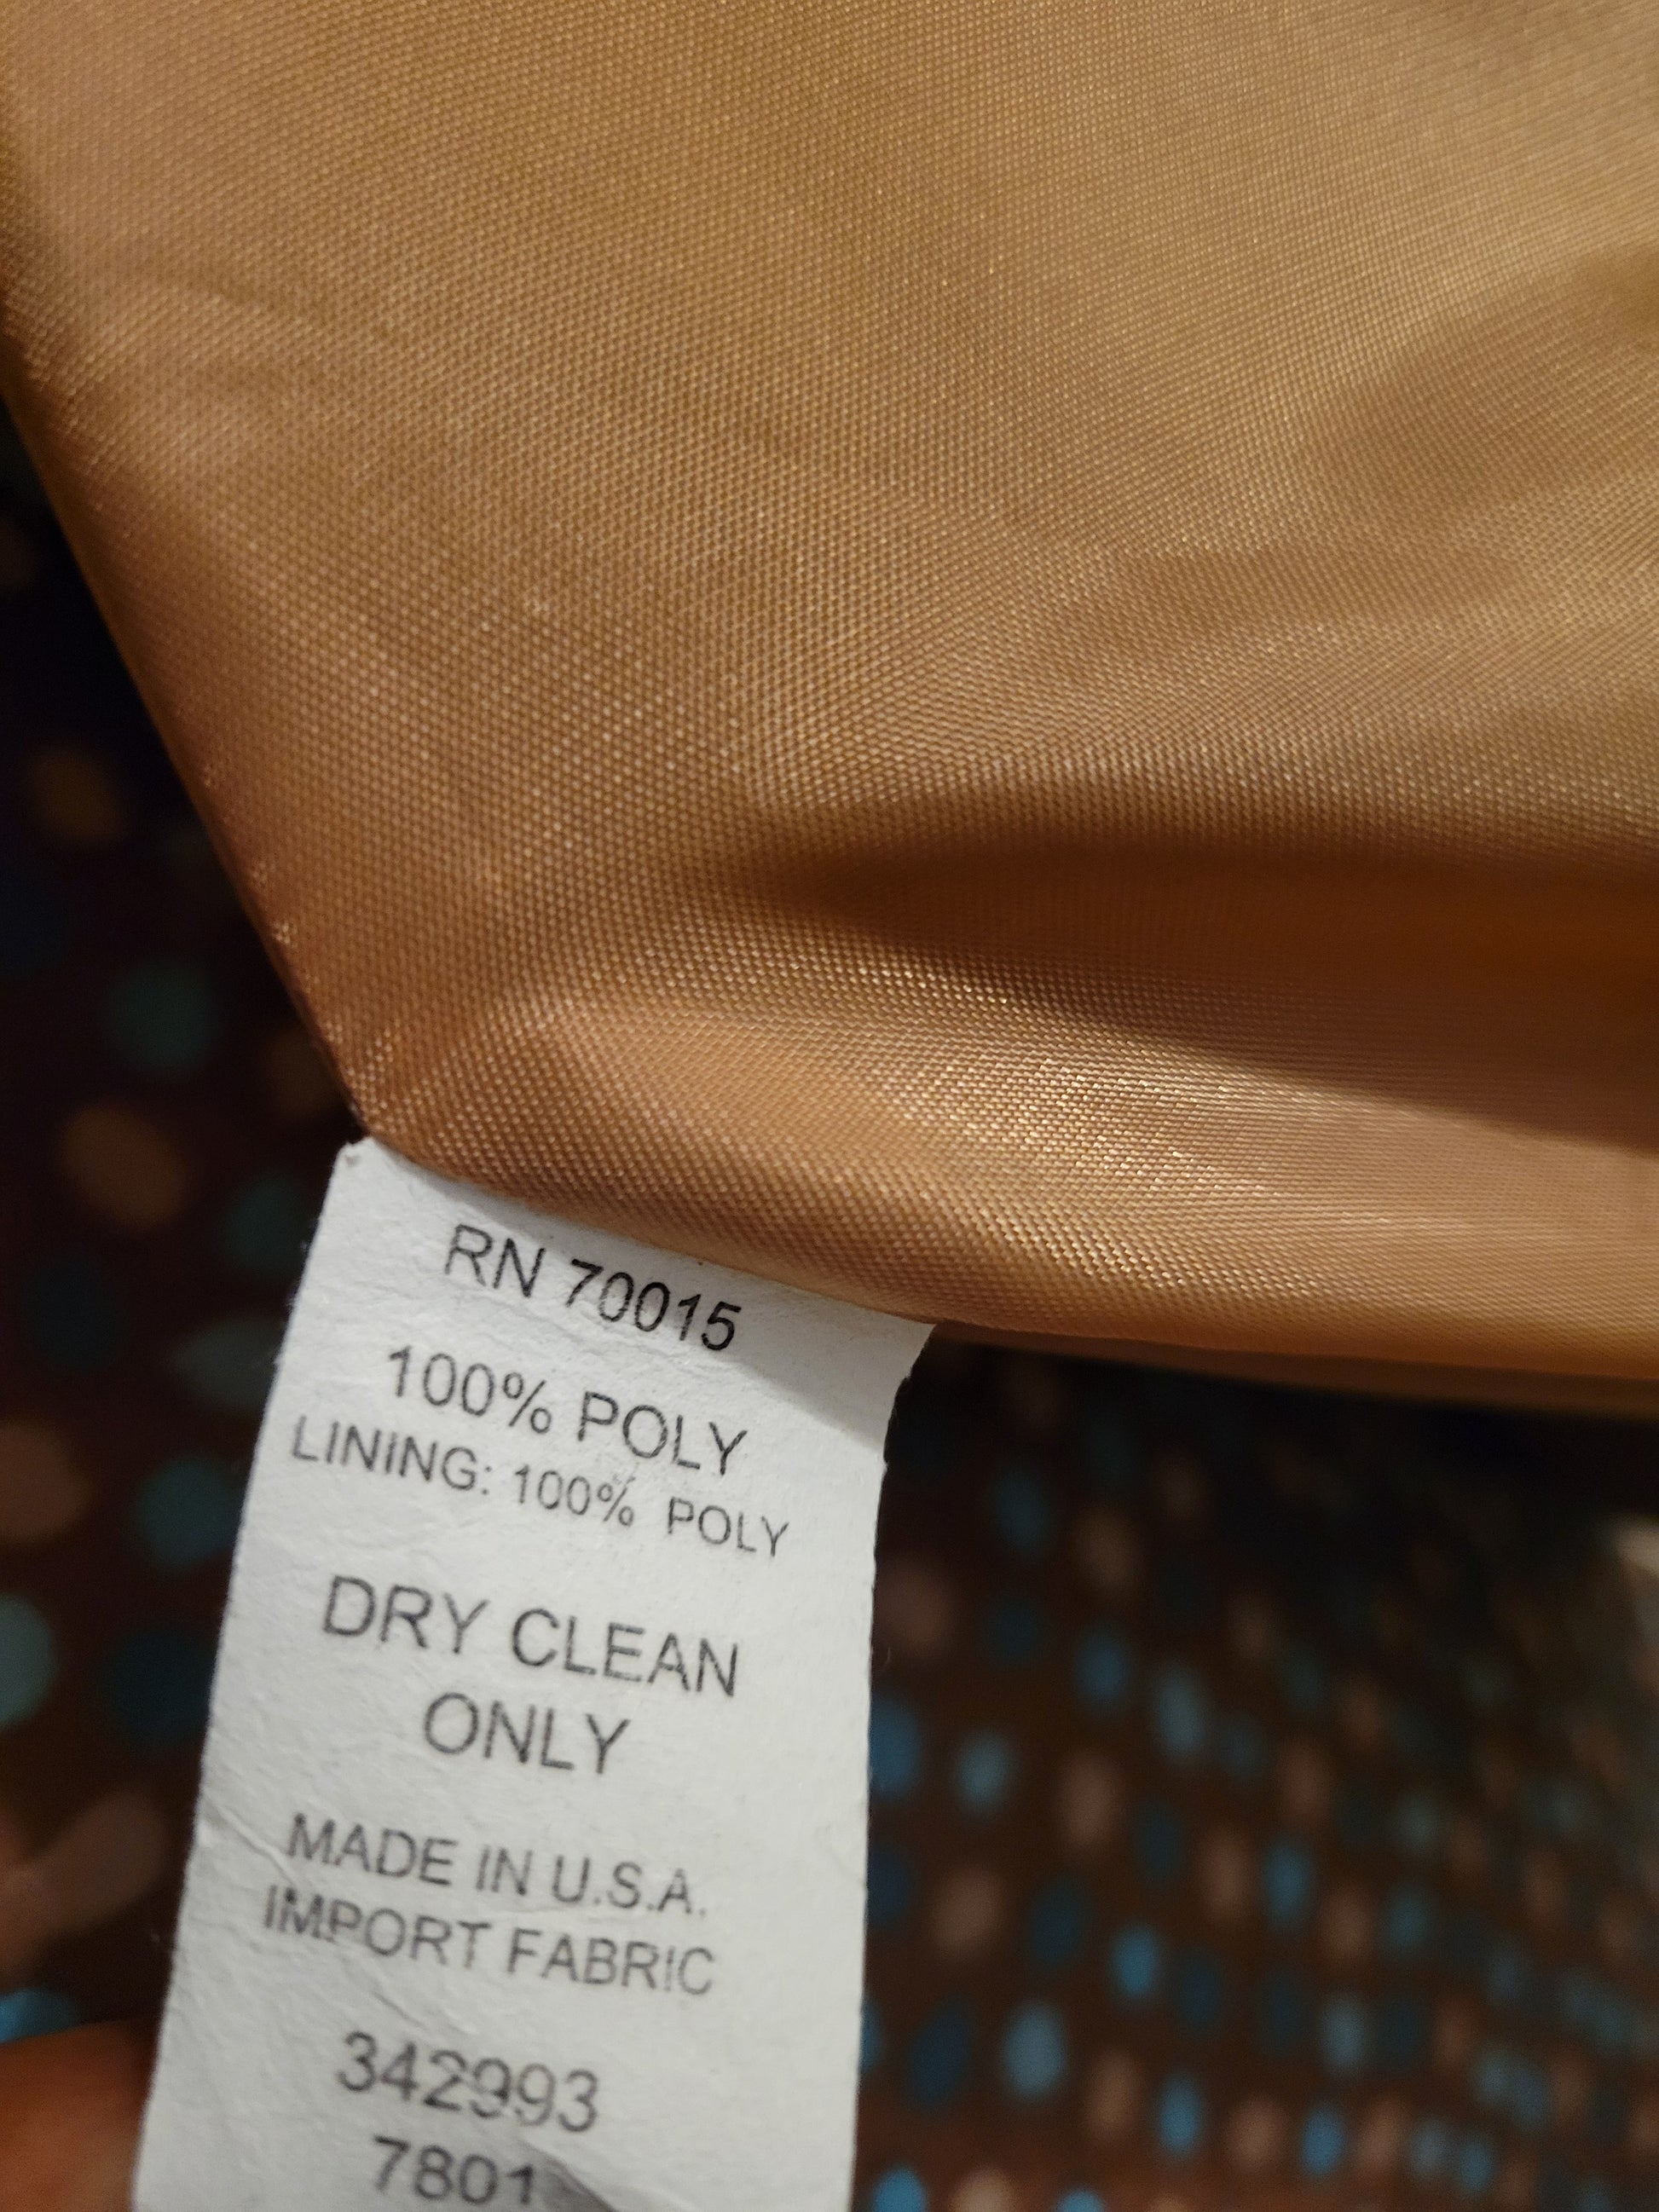 RN 70015
100% POLY
LINING: 100% POLY
DRY CLEAN
ONLY
MADE IN U.S.A.
IMPORT FABRIC
342993
7801